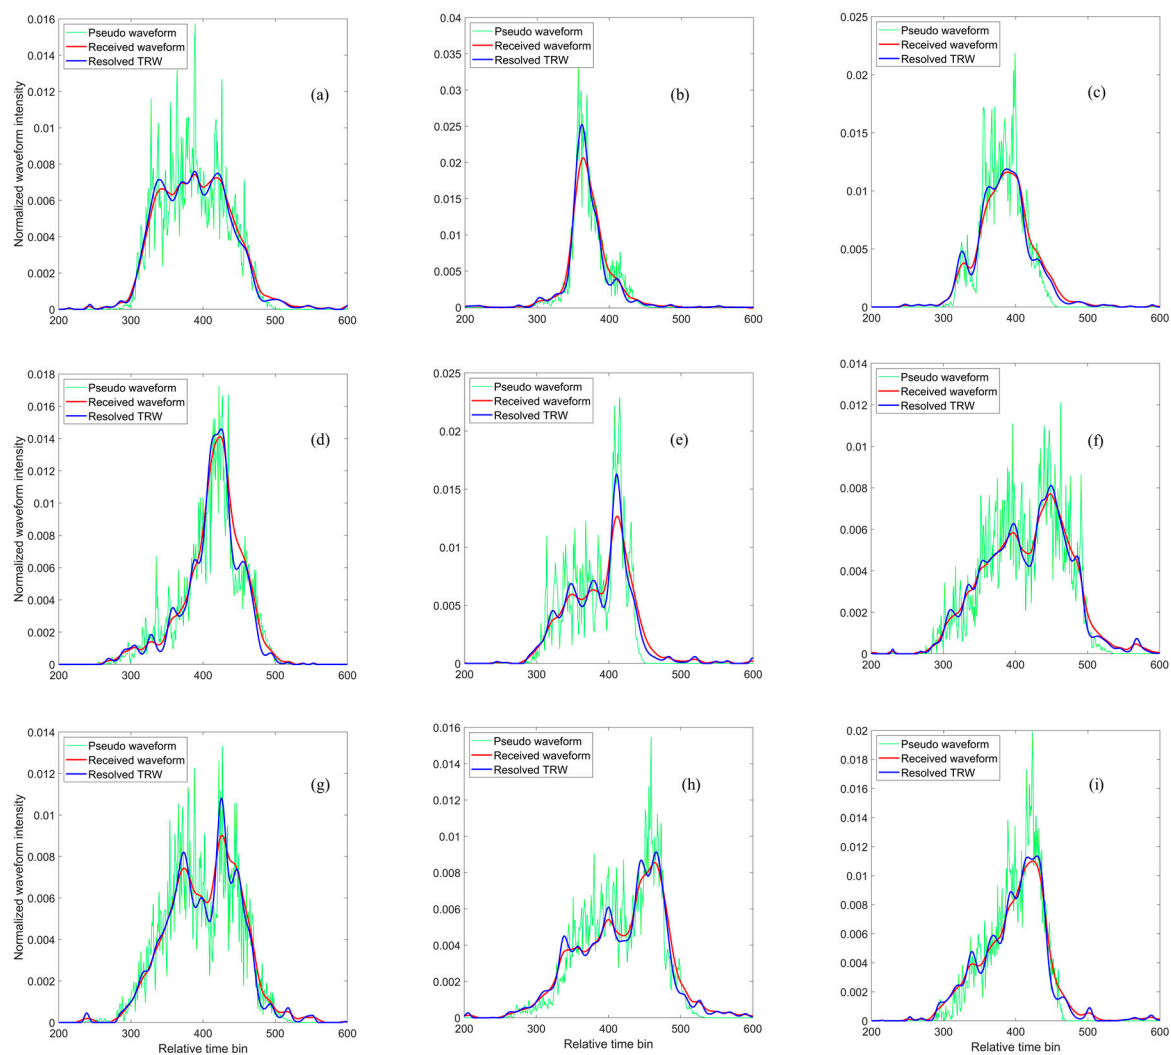 0.016
0.014
0.012
0.01
0.008
0.006
0.004
0.002
0
Normalized waveform intensity
Pseudo waveform
Received waveform
Resolved TRW
(a)
200 300 400 500 600
0.04
0.035
0.03
0.025
0.02
0.015
0.01
0.005
0
Pseudo waveform
Received waveform
Resolved TRW
(b)
200 300 400 500 600
0.025
0.02
0.015
0.01
0.005
0
Pseudo waveform
Received waveform
Resolved TRW
(c)
200 300 400 500 600
0.018
0.016
0.014
0.012
0.01
0.008
0.006
0.004
0.002
0
Normalized waveform intensity
Pseudo waveform
Received waveform
Resolved TRW
(d)
200 300 400 500 600
0.025
0.02
0.015
0.01
0.005
0
Pseudo waveform
Received waveform
Resolved TRW
(e)
200 300 400 500 600
0.014
0.012
0.01
0.008
0.006
0.004
0.002
0
Pseudo waveform
Received waveform
Resolved TRW
(f)
200 300 400 500 600
0.014
0.012
0.01
0.008
0.006
0.004
0.002
0
Normalized waveform intensity
Pseudo waveform
Received waveform
Resolved TRW
(g)
200 300 400 500 600
Relative time bin
0.016
0.014
0.012
0.01
0.008
0.006
0.004
0.002
0
Pseudo waveform
Received waveform
Resolved TRW
(h)
200 300 400 500 600
Relative time bin
0.02
0.018
0.016
0.014
0.012
0.01
0.008
0.006
0.004
0.002
0
Pseudo waveform
Received waveform
Resolved TRW
(i)
200 300 400 500 600
Relative time bin